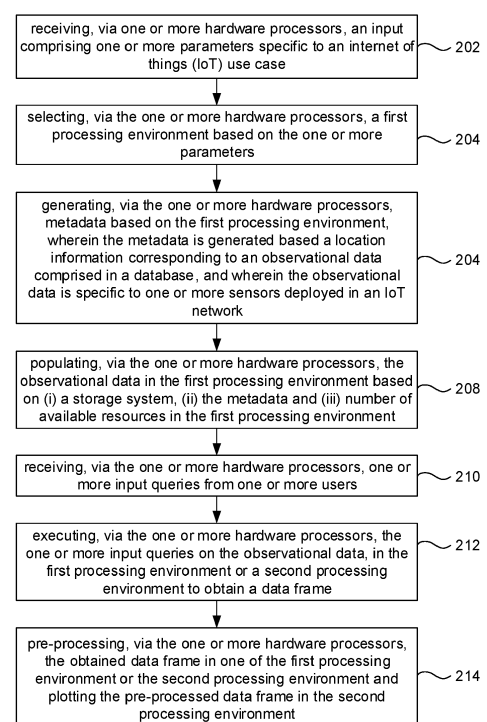 receiving, via one or more hardware processors, an input
comprising one or more parameters specific to an internet of
things (IoT) use case
202
selecting, via the one or more hardware processors, a first
processing environment based on the one or more
parameters
204
generating, via the one or more hardware processors,
metadata based on the first processing environment,
wherein the metadata is generated based a location
information corresponding to an observational data
comprised in a database, and wherein the observational
data is specific to one or more sensors deployed in an IoT
network
204
populating, via the one or more hardware processors, the
observational data in the first processing environment based
on (i) a storage system, (ii) the metadata and (iii) number of
available resources in the first processing environment
208
receiving, via the one or more hardware processors, one or
more input queries from one or more users
210
executing, via the one or more hardware processors, the
one or more input queries on the observational data, in the
first processing environment or a second processing
environment to obtain a data frame
212
pre-processing, via the one or more hardware processors,
the obtained data frame in one of the first processing
environment or the second processing environment and
plotting the pre-processed data frame in the second
processing environment
214